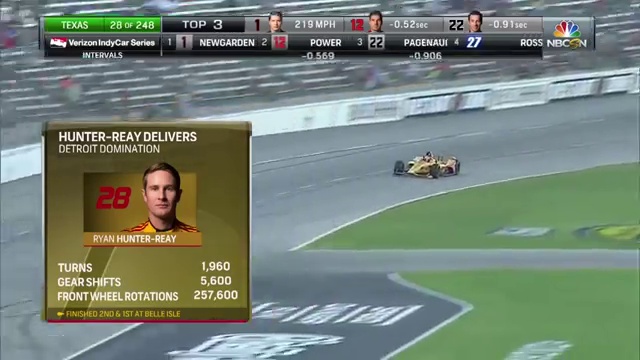 TEXAS 28 OF 248 TOP 3 1 219 MPH 12 -0.52sec 22 -0.91sec
Verizon IndyCar Series 1 1 NEWGARDEN 2 12 POWER 3 22 PAGENAUD 4 27 ROSS
INTERVALS -0.569 -0.906
NBCSN
HUNTER-REAY DELIVERS
DETROIT DOMINATION
28
RYAN HUNTER-REAY
TURNS 1,960
GEAR SHIFTS 5,600
FRONT WHEEL ROTATIONS 257,600
FINISHED 2ND & 1ST AT BELLE ISLE